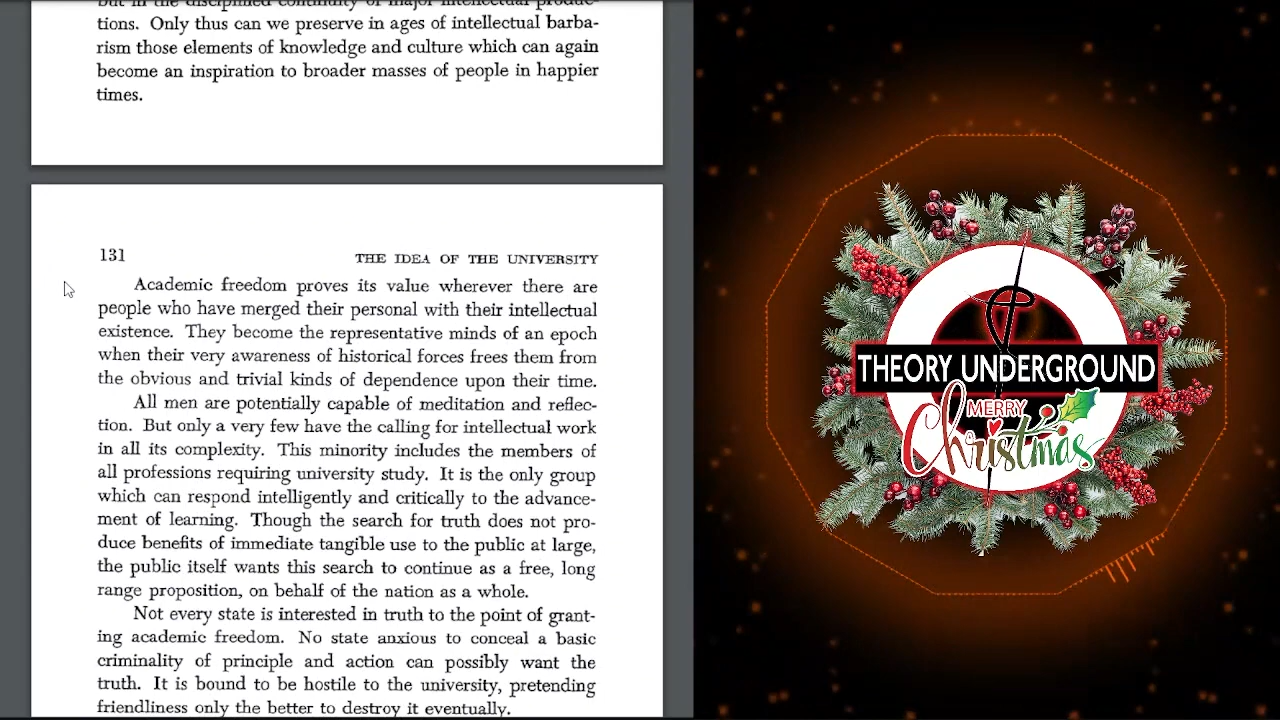 but in the disciplined continuity of major intellectual produc-
tions. Only thus can we preserve in ages of intellectual barba-
rism those elements of knowledge and culture which can again
become an inspiration to broader masses of people in happier
times.
131 THE IDEA OF THE UNIVERSITY
Academic freedom proves its value wherever there are
people who have merged their personal with their intellectual
existence. They become the representative minds of an epoch
when their very awareness of historical forces frees them from
the obvious and trivial kinds of dependence upon their time.
All men are potentially capable of meditation and reflec-
tion. But only a very few have the calling for intellectual work
in all its complexity. This minority includes the members of
all professions requiring university study. It is the only group
which can respond intelligently and critically to the advance-
ment of learning. Though the search for truth does not pro-
duce benefits of immediate tangible use to the public at large,
the public itself wants this search to continue as a free, long
range proposition, on behalf of the nation as a whole.
Not every state is interested in truth to the point of grant-
ing academic freedom. No state anxious to conceal a basic
criminality of principle and action can possibly want the
truth. It is bound to be hostile to the university, pretending
friendliness only the better to destroy it eventually.
THEORY UNDERGROUND
MERRY
Christmas